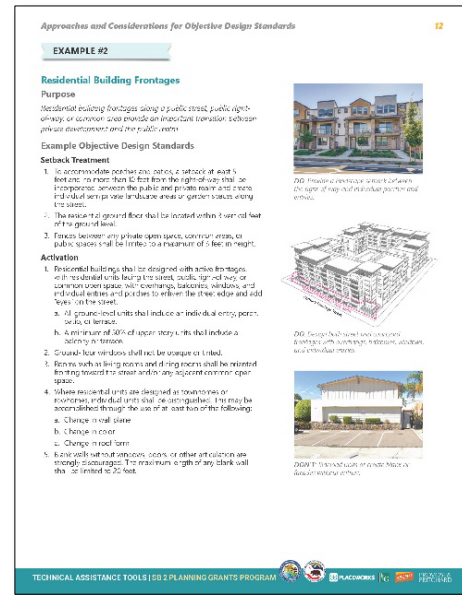 Approaches and Considerations for Objective Design Standards 12
EXAMPLE #2
Residential Building Frontages
Purpose
Residential building frontages along a public street, public right-
of-way, or common area provide an important transition between
private development and the public realm
Example Objective Design Standards
Setback Treatment
1. To accommodate porches and patios, a setback at least 5
feet and no more than 10 feet from the right-of-way shall be
incorporated between the public and private realm and create
individual semi private landscape areas or garden spaces along
the street.
2. The residential ground floor shall be located within 3 vertical feet
of the ground level.
3. Fences between any private open space, common areas, or
public spaces shall be limited to a maximum of 5 feet in height.
Activation
1. Residential buildings shall be designed with active frontages,
with residential units facing the street, public right-of way, or
common open space, with overhangs, balconies, windows, and
individual entries and porches to enliven the street edge and add
"eyes" on the street.
a. All ground-level units shall include an individual entry, porch,
patio, or terrace.
b. A minimum of 50% of upper story units shall include a
balcony or terrace.
2. Ground-floor windows shall not be opaque or tinted.
3. Rooms such as living rooms and dining rooms shall be oriented
fronting toward the street and/or any adjacent common open
space.
4. Where residential units are designed as townhomes or
rowhomes, individual units shall be distinguished. This may be
accomplished through the use of at least two of the following:
a. Change in wall plane
b. Change in color
c. Change in roof form
5. Blank walls without windows, doors, or other articulation are
strongly discouraged. The maximum length of any blank wall
shall be limited to 20 feet.
DO: Provide a landscape setback between
the right of way and individual porches and
entries.
DO: Design both street and courtyard
frontages with overhangs, balconies, windows,
and individual entries.
DON'T:
facades without entries.
TECHNICAL ASSISTANCE TOOLS | SB 2 PLANNING GRANTS PROGRAM
PLACEWORKS
PROVOST &
PRITCHARD